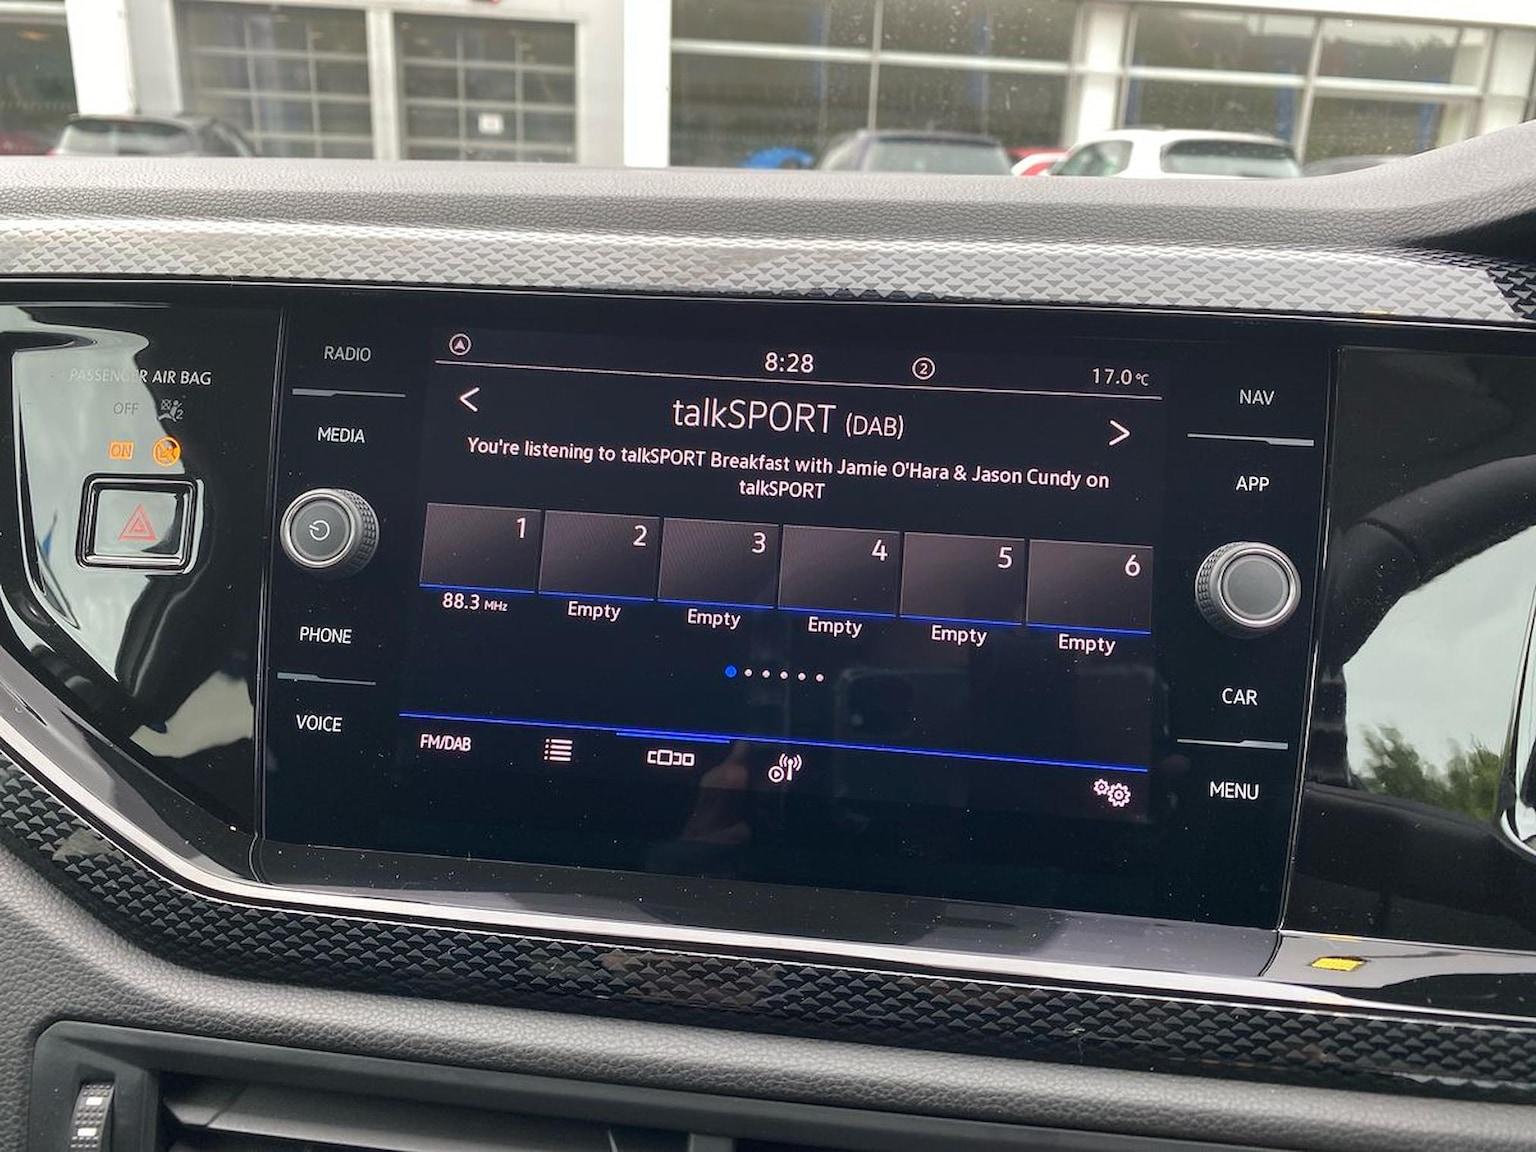 PASSENGER AIR BAG
OFF
ON
RADIO
MEDIA
PHONE
VOICE
8:28
2
17.0°C
<
talkSPORT (DAB)
>
You're listening to talkSPORT Breakfast with Jamie O'Hara & Jason Cundy on
talkSPORT
1
2
3
4
5
6
88.3 MHz
Empty
Empty
Empty
Empty
Empty
FM/DAB
NAV
APP
CAR
MENU